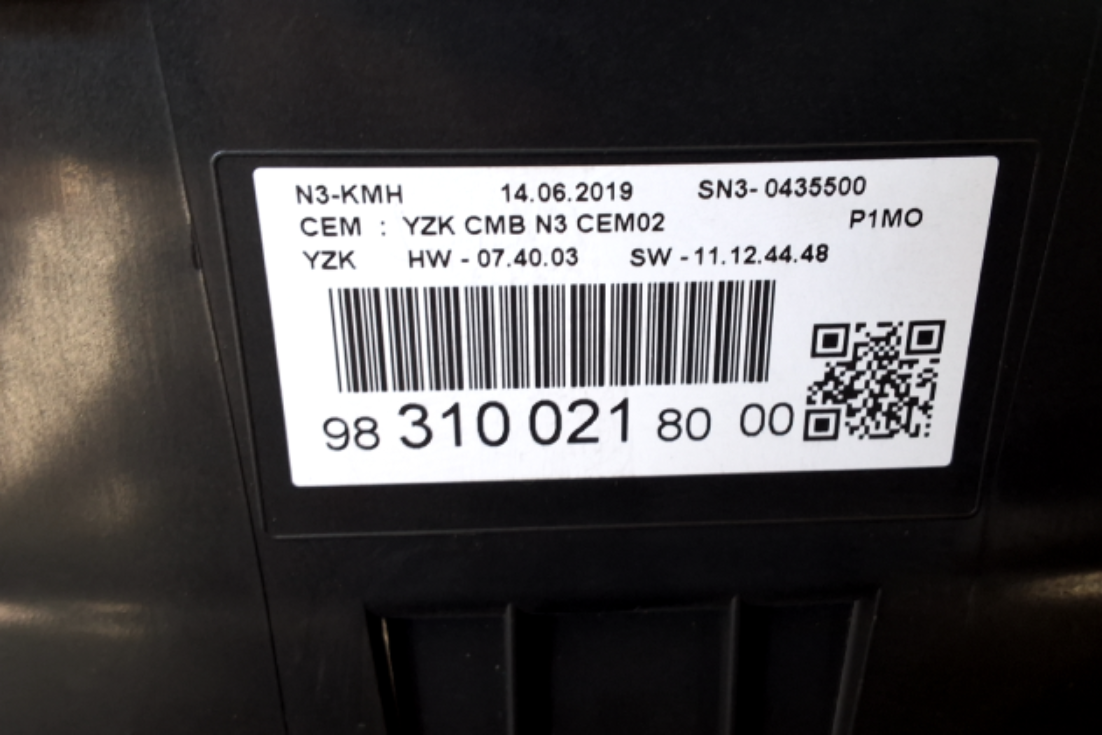 N3-KMH 14.06.2019 SN3- 0435500
CEM : YZK CMB N3 CEM02 P1MO
YZK HW - 07.40.03 SW - 11.12.44.48
98 310 021 80 00